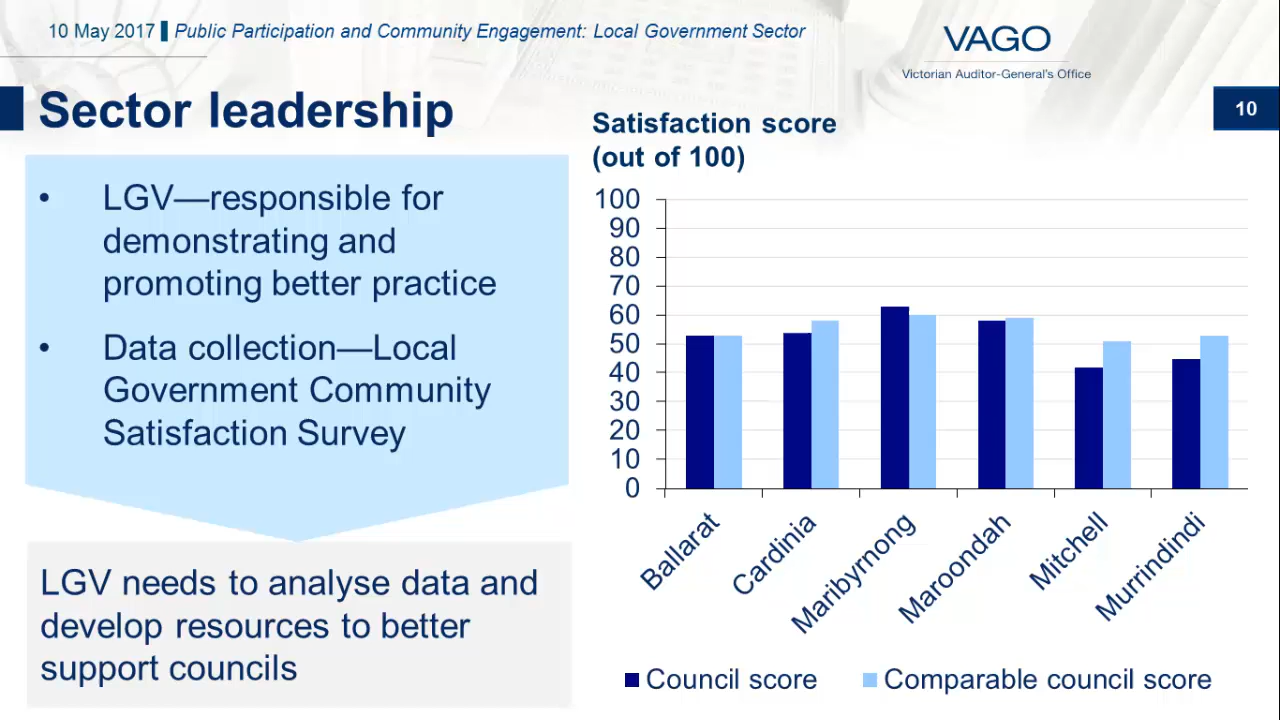 10 May 2017 Public Participation and Community Engagement: Local Government Sector
VAGO
Victorian Auditor-General's Office
10
Sector leadership
• LGV—responsible for
demonstrating and
promoting better practice
• Data collection—Local
Government Community
Satisfaction Survey
LGV needs to analyse data and
develop resources to better
support councils
Satisfaction score
(out of 100)
100
90
80
70
60
50
40
30
20
10
0
Ballarat
Cardinia
Maribyrnong
Maroondah
Mitchell
Murrindindi
Council score
Comparable council score